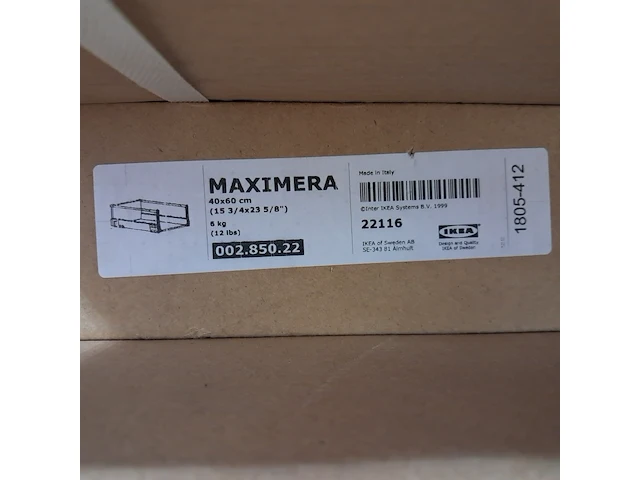 MAXIMERA
40x60 cm
(15 3/4x23 5/8")
6 kg
(12 lbs)
002.850.22
Made in Italy
©Inter IKEA Systems B.V. 1999
22116
IKEA of Sweden AB
SE-343 81 Älmhult
IKEA
Design and Quality
IKEA of Sweden
1805-412